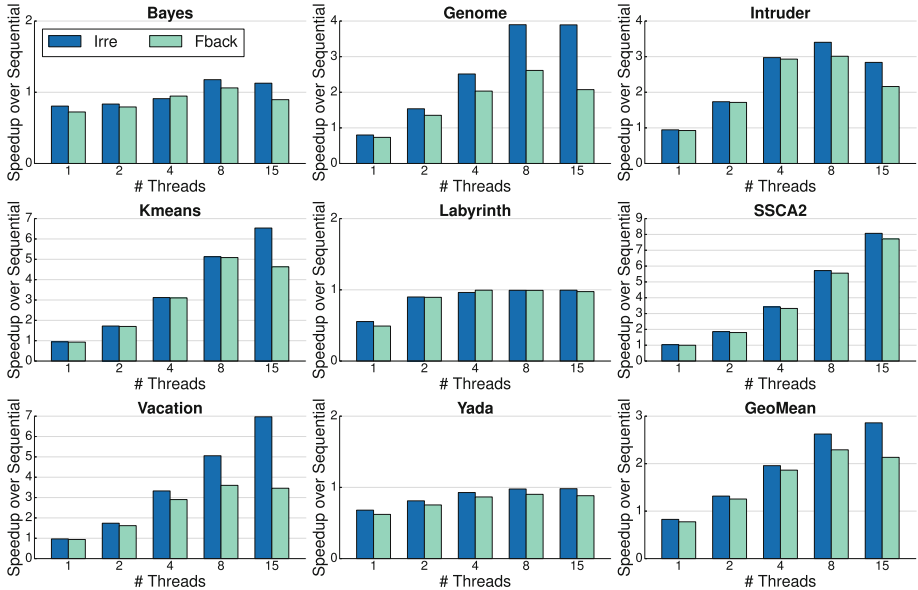 Bayes
Speedup over Sequential
2
1
0
Irre
Fback
1 2 4 8 15
# Threads
Genome
Speedup over Sequential
4
3
2
1
0
1 2 4 8 15
# Threads
Intruder
Speedup over Sequential
4
3
2
1
0
1 2 4 8 15
# Threads
Kmeans
Speedup over Sequential
7
6
5
4
3
2
1
0
1 2 4 8 15
# Threads
Labyrinth
Speedup over Sequential
2
1
0
1 2 4 8 15
# Threads
SSCA2
Speedup over Sequential
9
8
7
6
5
4
3
2
1
0
1 2 4 8 15
# Threads
Vacation
Speedup over Sequential
7
6
5
4
3
2
1
0
1 2 4 8 15
# Threads
Yada
Speedup over Sequential
2
1
0
1 2 4 8 15
# Threads
GeoMean
Speedup over Sequential
3
2
1
0
1 2 4 8 15
# Threads